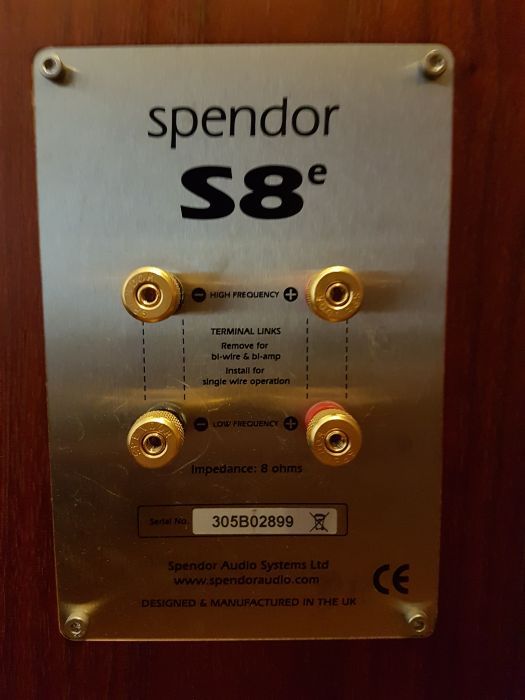 spendor
S8e
− HIGH FREQUENCY +
TERMINAL LINKS
Remove for
bi-wire & bi-amp
Install for
single wire operation
− LOW FREQUENCY +
Impedance: 8 ohms
Serial No. 305B02899
Spendor Audio Systems Ltd
www.spendoraudio.com
CE
DESIGNED & MANUFACTURED IN THE UK